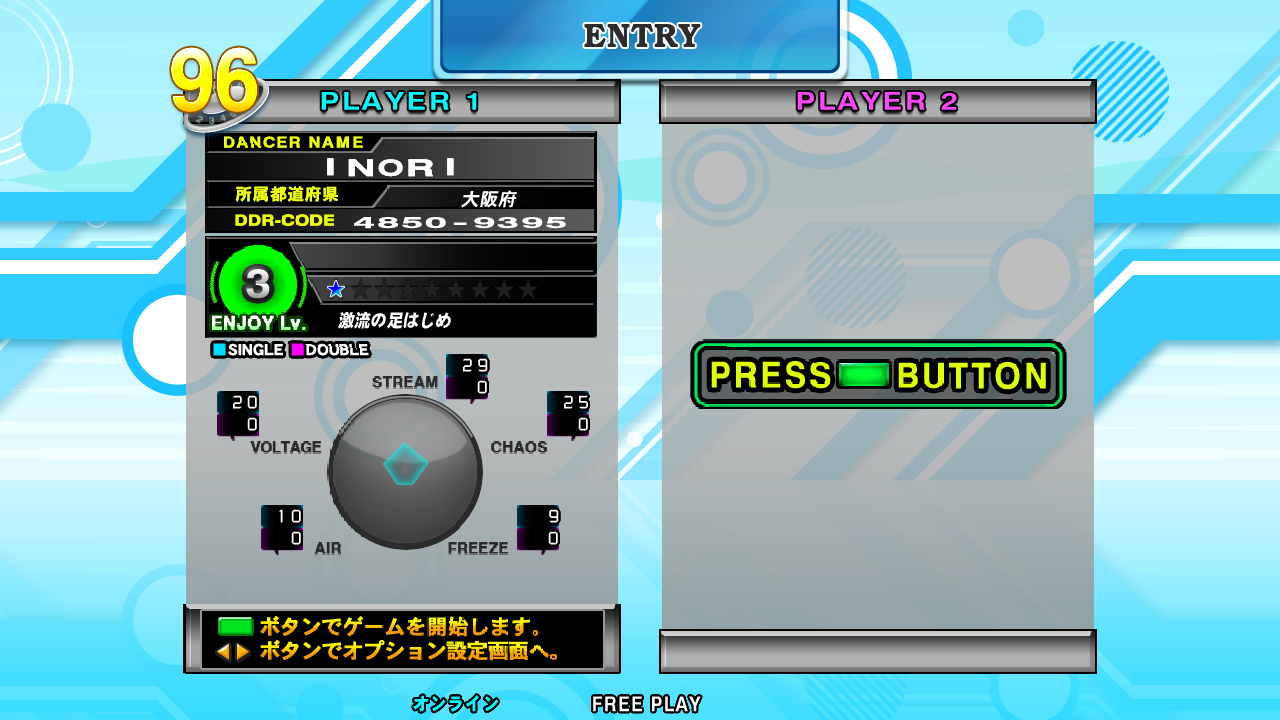 ENTRY
96
PLAYER 1
PLAYER 2
DANCER NAME
INORI
所属都道府県
大阪府
DDR-CODE
4850-9395
3
ENJOY Lv.
激流の足はじめ
SINGLE DOUBLE
STREAM
29
0
VOLTAGE
20
0
CHAOS
25
0
AIR
10
0
FREEZE
9
0
PRESS BUTTON
ボタンでゲームを開始します。
ボタンでオプション設定画面へ。
オンライン
FREE PLAY